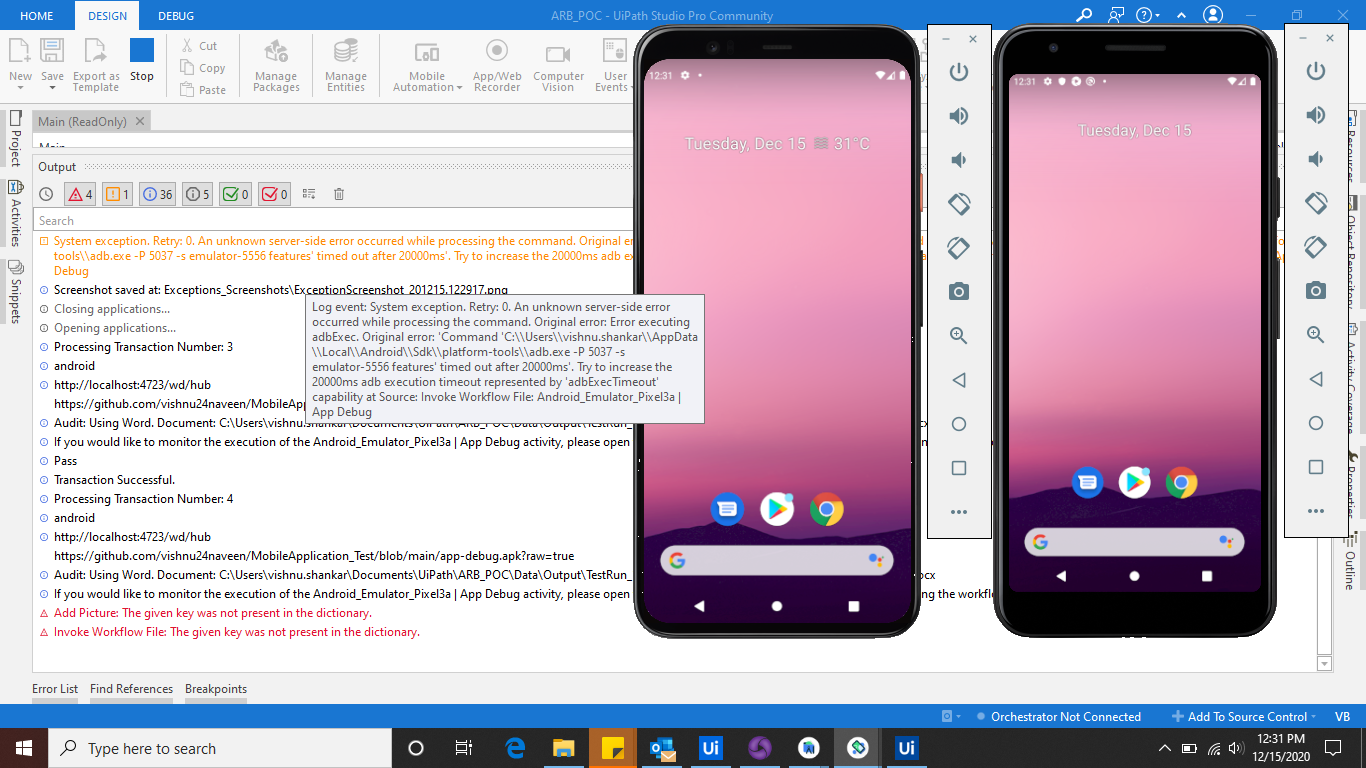 HOME DESIGN DEBUG ARB_POC - UiPath Studio Pro Community
New Save Export as Template Stop Cut Copy Paste Manage Packages Manage Entities Mobile Automation App/Web Recorder Computer Vision User Events
Main (ReadOnly)
Main
Output
4 1 36 5 0 0
Search
System exception. Retry: 0. An unknown server-side error occurred while processing the command. Original
tools\\adb.exe -P 5037 -s emulator-5556 features' timed out after 20000ms'. Try to increase the 20000ms adb
Debug
Screenshot saved at: Exceptions_Screenshots\ExceptionScreenshot_201215.122917.png
Closing applications...
Opening applications...
Processing Transaction Number: 3
android
http://localhost:4723/wd/hub
https://github.com/vishnu24naveen/MobileApp
Audit: Using Word. Document: C:\Users\vishnu.shankar\Documents\UiPath\ARB_POC\Data\Output\TestRun_
If you would like to monitor the execution of the Android_Emulator_Pixel3a | App Debug activity, please open
Pass
Transaction Successful.
Processing Transaction Number: 4
android
http://localhost:4723/wd/hub
https://github.com/vishnu24naveen/MobileApplication_Test/blob/main/app-debug.apk?raw=true
Audit: Using Word. Document: C:\Users\vishnu.shankar\Documents\UiPath\ARB_POC\Data\Output\TestRun_ ocx
If you would like to monitor the execution of the Android_Emulator_Pixel3a | App Debug activity, please open ing the workfl
Add Picture: The given key was not present in the dictionary.
Invoke Workflow File: The given key was not present in the dictionary.
Log event: System exception. Retry: 0. An unknown server-side error
occurred while processing the command. Original error: Error executing
adbExec. Original error: 'Command 'C:\\Users\\vishnu.shankar\\AppData
\\Local\\Android\\Sdk\\platform-tools\\adb.exe -P 5037 -s
emulator-5556 features' timed out after 20000ms'. Try to increase the
20000ms adb execution timeout represented by 'adbExecTimeout'
capability at Source: Invoke Workflow File: Android_Emulator_Pixel3a |
App Debug
Project
Activities
Snippets
12:31
Tuesday, Dec 15 31°C
12:31
Tuesday, Dec 15
Resources
Object Repository
Activity Coverage
Properties
Outline
Error List Find References Breakpoints
Orchestrator Not Connected Add To Source Control VB
Type here to search
Ui Ui
12:31 PM
12/15/2020